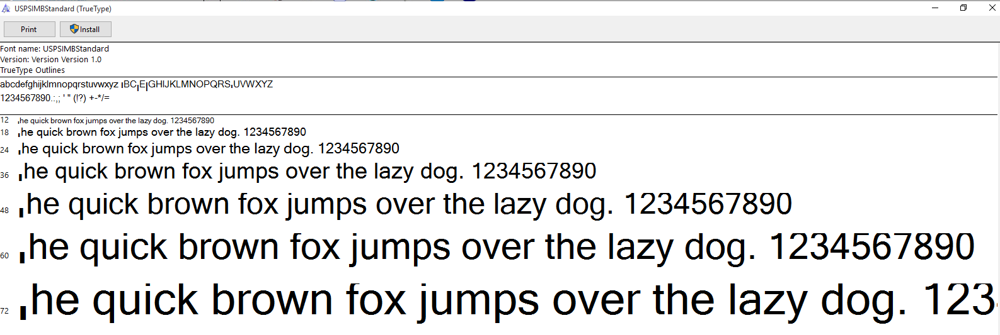 USPSIMBStandard (TrueType)
Print Install
Font name: USPSIMBStandard
Version: Version Version 1.0
TrueType Outlines
abcdefghijklmnopqrstuvwxyz BC E GHIJKLMNOPQRS UVWXYZ
1234567890.:,; ' " (!?) +-*/=
12 he quick brown fox jumps over the lazy dog. 1234567890
18 he quick brown fox jumps over the lazy dog. 1234567890
24 he quick brown fox jumps over the lazy dog. 1234567890
36 he quick brown fox jumps over the lazy dog. 1234567890
48 he quick brown fox jumps over the lazy dog. 1234567890
60 he quick brown fox jumps over the lazy dog. 1234567890
72 he quick brown fox jumps over the lazy dog. 123